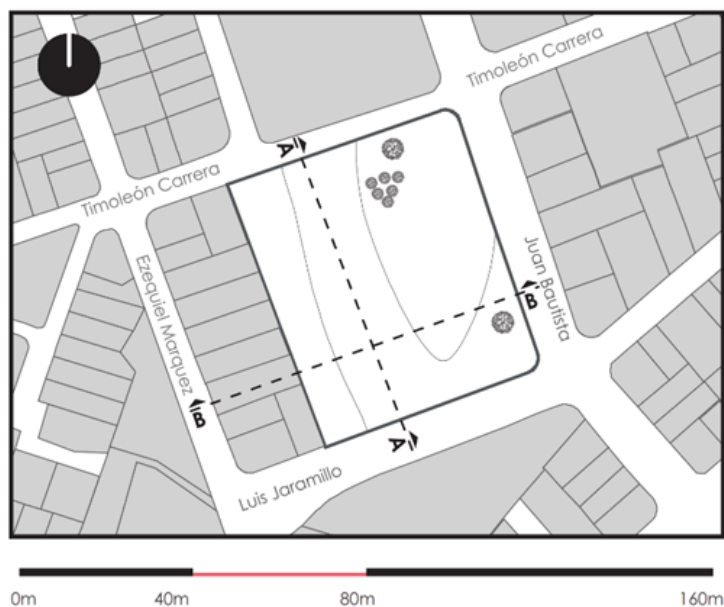 Timoleón Carrera
A
Timoleón Carrera
Juan Bautista
B
Ezequiel Marquez
B
A
Luis Jaramillo
0m 40m 80m 160m